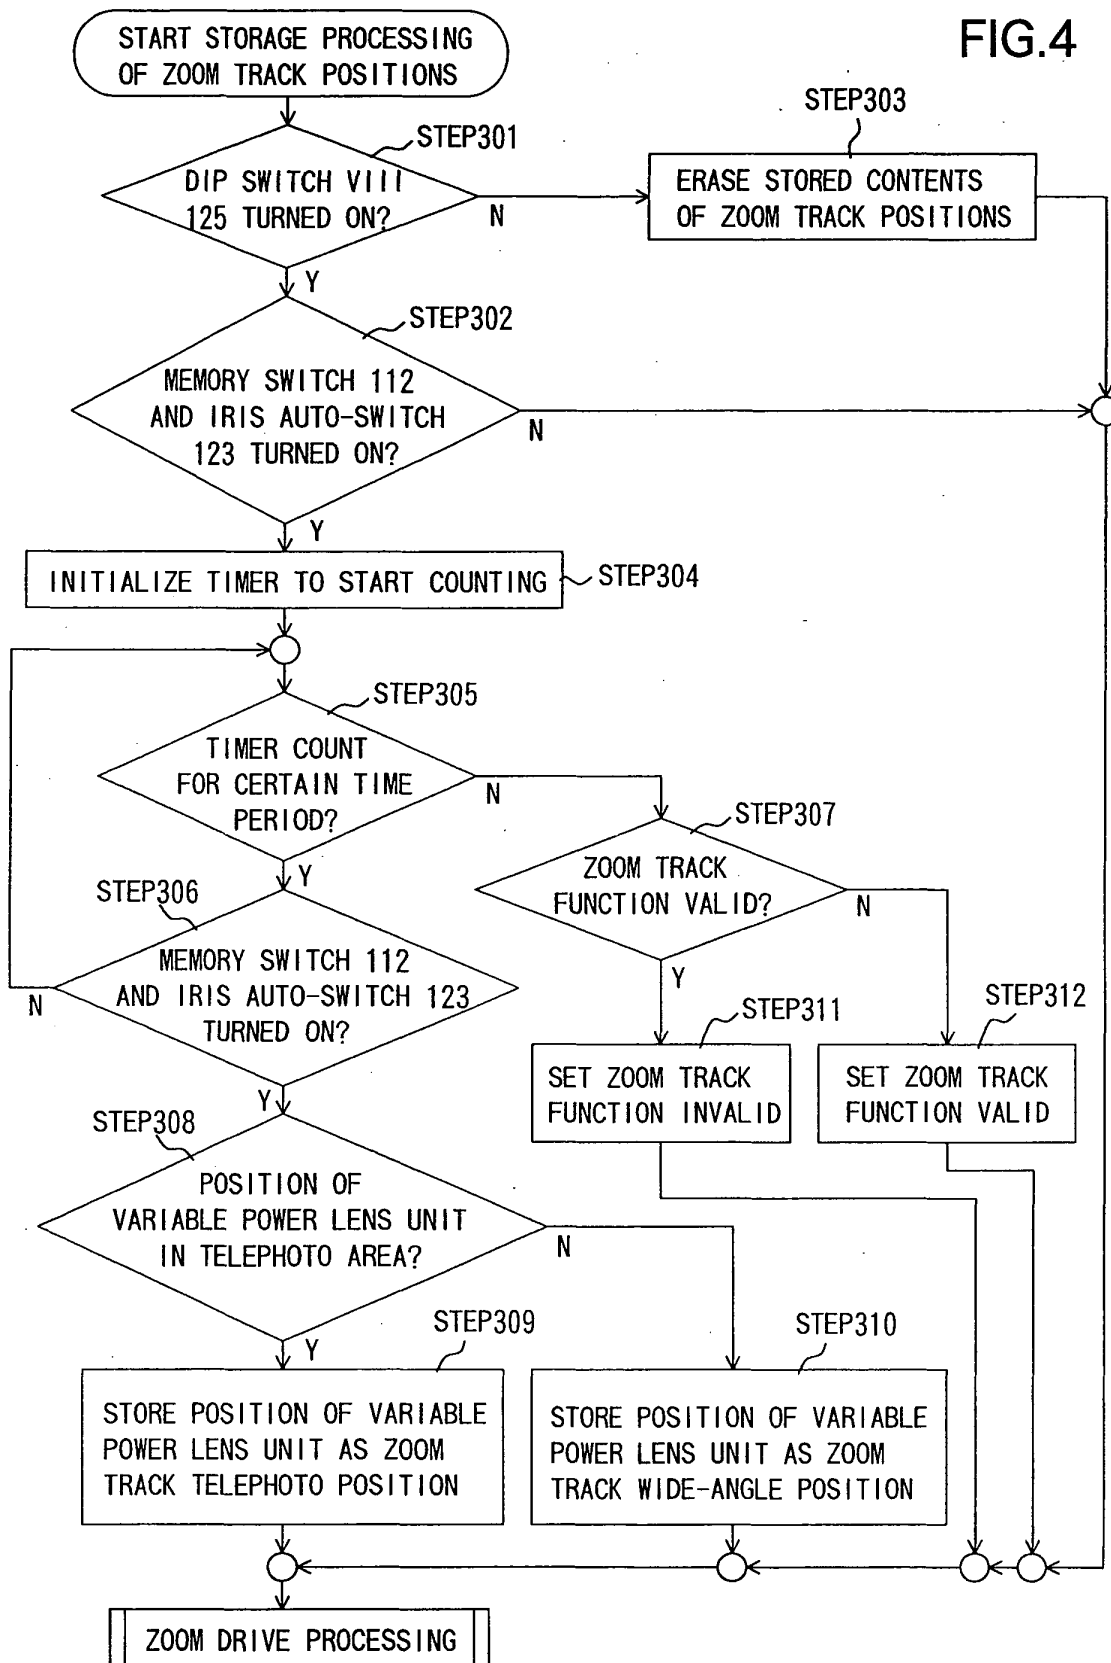 FIG.4
START STORAGE PROCESSING
OF ZOOM TRACK POSITIONS
STEP301
DIP SWITCH VIII
125 TURNED ON?
N
Y
STEP303
ERASE STORED CONTENTS
OF ZOOM TRACK POSITIONS
STEP302
MEMORY SWITCH 112
AND IRIS AUTO-SWITCH
123 TURNED ON?
N
Y
INITIALIZE TIMER TO START COUNTING
STEP304
STEP305
TIMER COUNT
FOR CERTAIN TIME
PERIOD?
N
Y
STEP307
ZOOM TRACK
FUNCTION VALID?
N
Y
STEP306
MEMORY SWITCH 112
AND IRIS AUTO-SWITCH 123
TURNED ON?
N
Y
STEP311
SET ZOOM TRACK
FUNCTION INVALID
STEP312
SET ZOOM TRACK
FUNCTION VALID
STEP308
POSITION OF
VARIABLE POWER LENS UNIT
IN TELEPHOTO AREA?
N
Y
STEP309
STORE POSITION OF VARIABLE
POWER LENS UNIT AS ZOOM
TRACK TELEPHOTO POSITION
STEP310
STORE POSITION OF VARIABLE
POWER LENS UNIT AS ZOOM
TRACK WIDE-ANGLE POSITION
ZOOM DRIVE PROCESSING